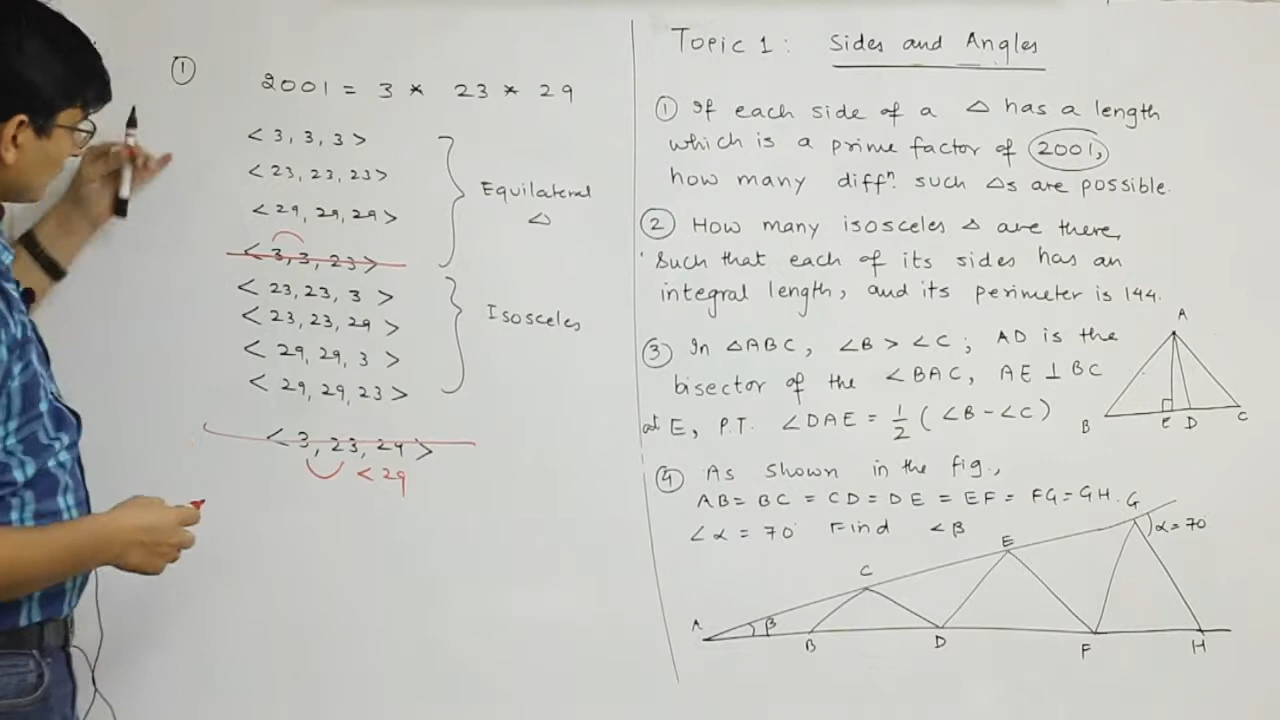 ①
2001 = 3 * 23 * 29
< 3, 3, 3 >
< 23, 23, 23 >
< 29, 29, 29 >
< 3, 3, 23 >
< 23, 23, 3 >
< 23, 23, 29 >
< 29, 29, 3 >
< 29, 29, 23 >
Equilateral
△
Isosceles
< 3, 23, 29 >
< 29
Topic 1: Sides and Angles
① If each side of a △ has a length
which is a prime factor of 2001,
how many diffⁿ. such △s are possible.
② How many isosceles △ are there,
Such that each of its sides has an
integral length, and its perimeter is 144.
③ In △ABC, ∠B > ∠C ; AD is the
bisector of the ∠BAC, AE ⊥ BC
at E, P.T. ∠DAE = 1/2 (∠B - ∠C)
A
B
E
D
C
④ As shown in the fig.,
AB = BC = CD = DE = EF = FG = GH.
∠α = 70° Find ∠β
A
β
B
C
D
E
F
G
α = 70°
H